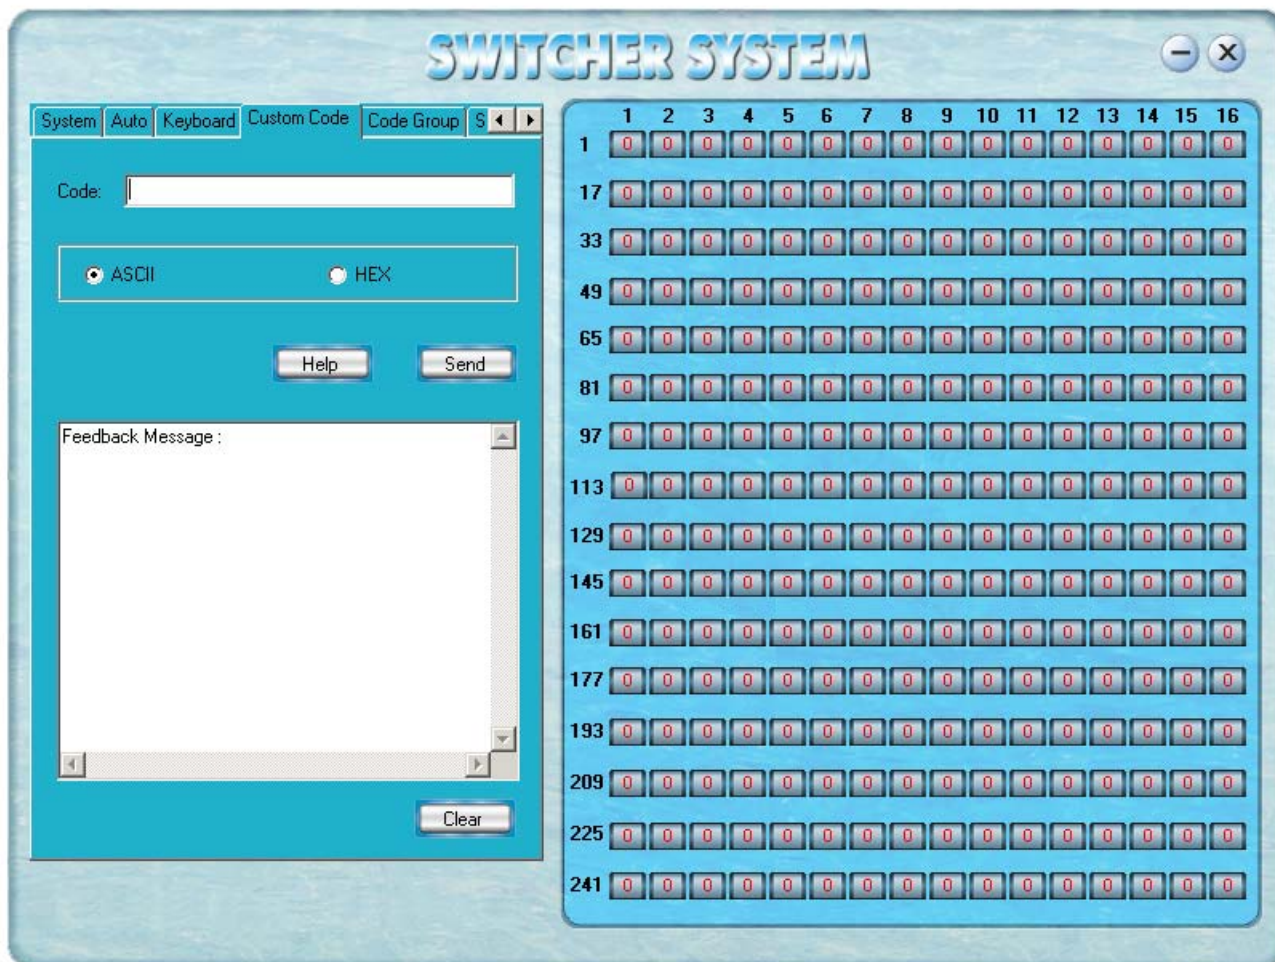 SWITCHER SYSTEM
System Auto Keyboard Custom Code Code Group S
Code:
ASCII HEX
Help Send
Feedback Message :
Clear
1 2 3 4 5 6 7 8 9 10 11 12 13 14 15 16
1 0 0 0 0 0 0 0 0 0 0 0 0 0 0 0 0
17 0 0 0 0 0 0 0 0 0 0 0 0 0 0 0 0
33 0 0 0 0 0 0 0 0 0 0 0 0 0 0 0 0
49 0 0 0 0 0 0 0 0 0 0 0 0 0 0 0 0
65 0 0 0 0 0 0 0 0 0 0 0 0 0 0 0 0
81 0 0 0 0 0 0 0 0 0 0 0 0 0 0 0 0
97 0 0 0 0 0 0 0 0 0 0 0 0 0 0 0 0
113 0 0 0 0 0 0 0 0 0 0 0 0 0 0 0 0
129 0 0 0 0 0 0 0 0 0 0 0 0 0 0 0 0
145 0 0 0 0 0 0 0 0 0 0 0 0 0 0 0 0
161 0 0 0 0 0 0 0 0 0 0 0 0 0 0 0 0
177 0 0 0 0 0 0 0 0 0 0 0 0 0 0 0 0
193 0 0 0 0 0 0 0 0 0 0 0 0 0 0 0 0
209 0 0 0 0 0 0 0 0 0 0 0 0 0 0 0 0
225 0 0 0 0 0 0 0 0 0 0 0 0 0 0 0 0
241 0 0 0 0 0 0 0 0 0 0 0 0 0 0 0 0